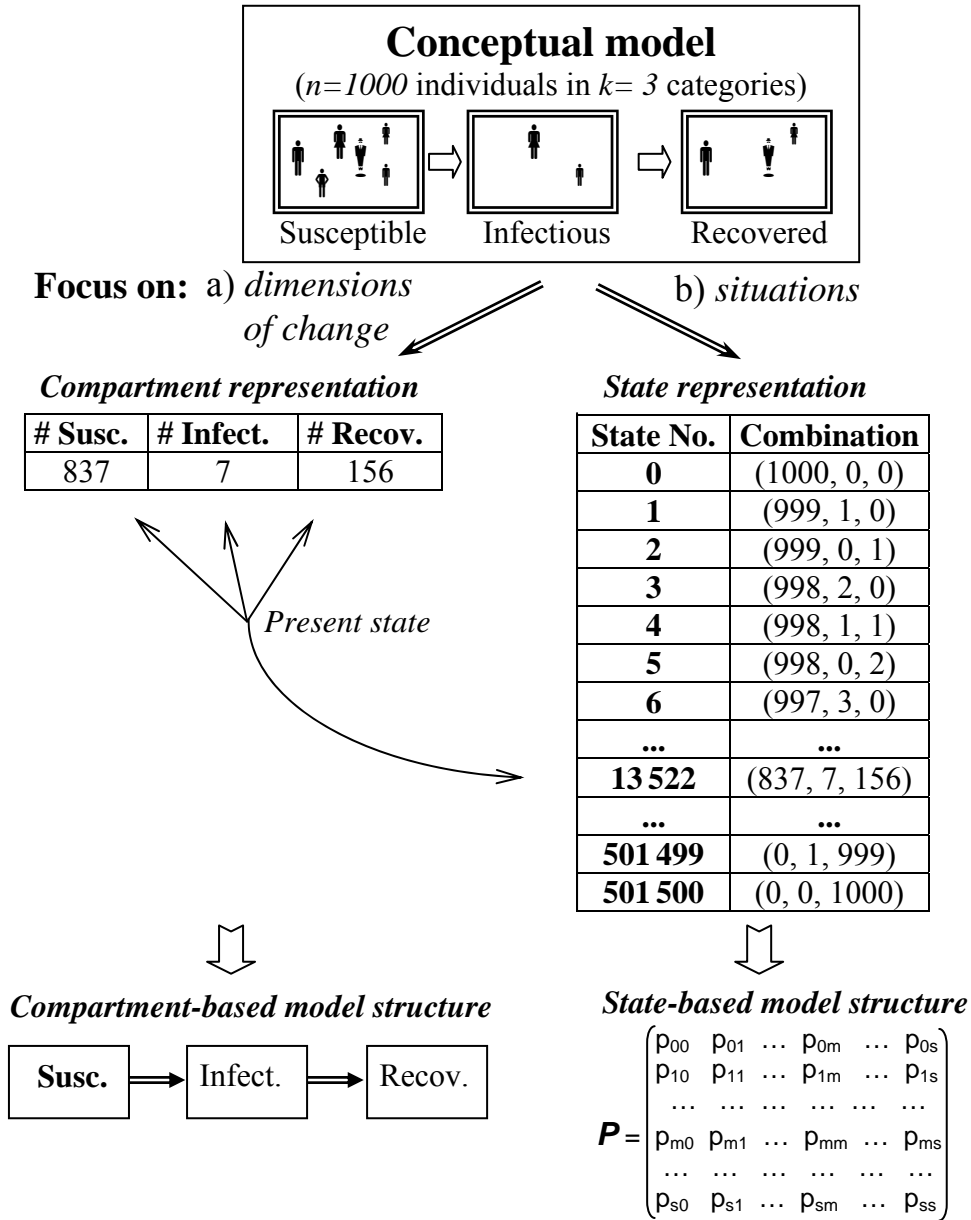 Conceptual model
(n=1000 individuals in k= 3 categories)
Susceptible
Infectious
Recovered
Focus on: a) dimensions
of change
b) situations
Compartment representation
# Susc. # Infect. # Recov.
837 7 156
Present state
State representation
State No. Combination
0 (1000, 0, 0)
1 (999, 1, 0)
2 (999, 0, 1)
3 (998, 2, 0)
4 (998, 1, 1)
5 (998, 0, 2)
6 (997, 3, 0)
... ...
13 522 (837, 7, 156)
... ...
501 499 (0, 1, 999)
501 500 (0, 0, 1000)
Compartment-based model structure
Susc. Infect. Recov.
State-based model structure
p00 p01 … p0m … p0s
p10 p11 … p1m … p1s
… … … … … …
P = pm0 pm1 … pmm … pms
… … … … … …
ps0 ps1 … psm … pss